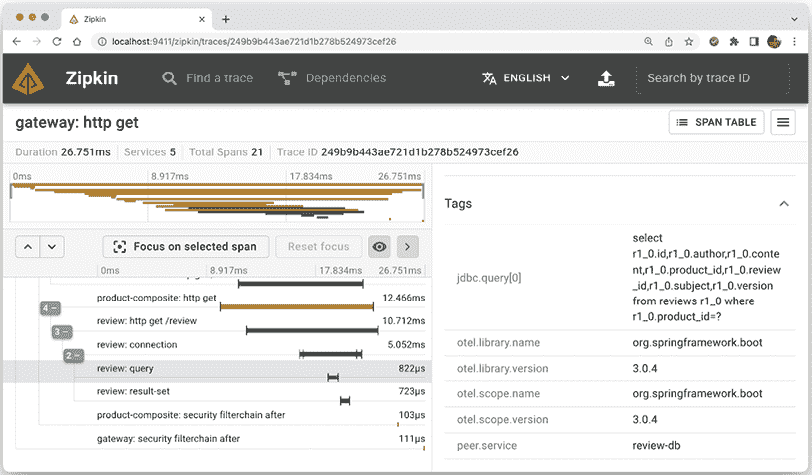 Zipkin
localhost:9411/zipkin/traces/249b9b443ae721d1b278b524973cef26
Zipkin
Find a trace
Dependencies
ENGLISH
Search by trace ID
gateway: http get
SPAN TABLE
Duration 26.751ms Services 5 Total Spans 21 Trace ID 249b9b443ae721d1b278b524973cef26
0ms 8.917ms 17.834ms 26.751ms
Focus on selected span
Reset focus
0ms 8.917ms 17.834ms 26.751ms
product-composite: http get 12.466ms
4 −
review: http get /review 10.712ms
3 −
review: connection 5.052ms
2 −
review: query 822µs
review: result-set 723µs
product-composite: security filterchain after 103µs
gateway: security filterchain after 111µs
Tags
jdbc.query[0]
select
r1_0.id,r1_0.author,r1_0.conte
nt,r1_0.product_id,r1_0.review
_id,r1_0.subject,r1_0.version
from reviews r1_0 where
r1_0.product_id=?
otel.library.name org.springframework.boot
otel.library.version 3.0.4
otel.scope.name org.springframework.boot
otel.scope.version 3.0.4
peer.service review-db